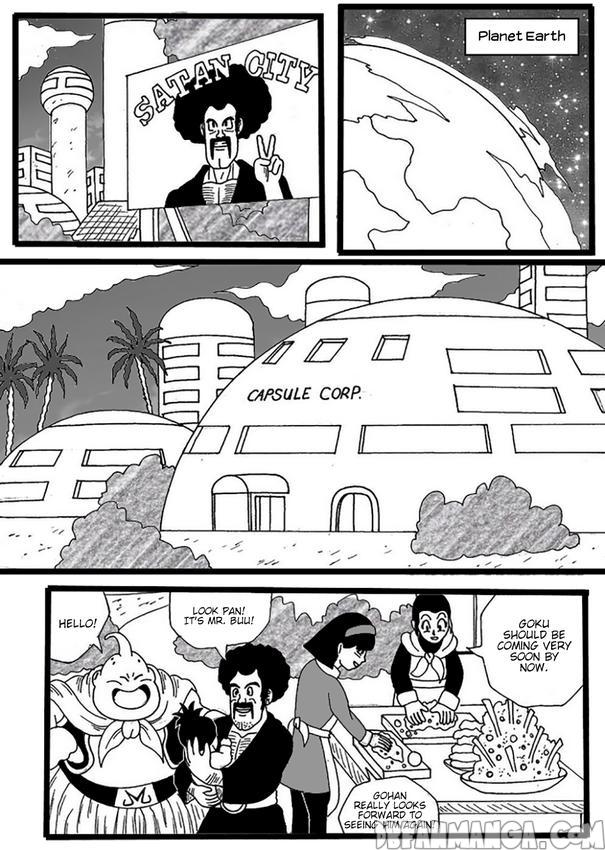 Planet Earth
SATAN CITY
CAPSULE CORP.
GOKU
SHOULD BE
COMING VERY
SOON BY
NOW.
GOHAN
REALLY LOOKS
FORWARD TO
SEEING HIM AGAIN!
LOOK PAN!
IT'S MR. BUU!
HELLO!
M
DBFANMANGA.COM